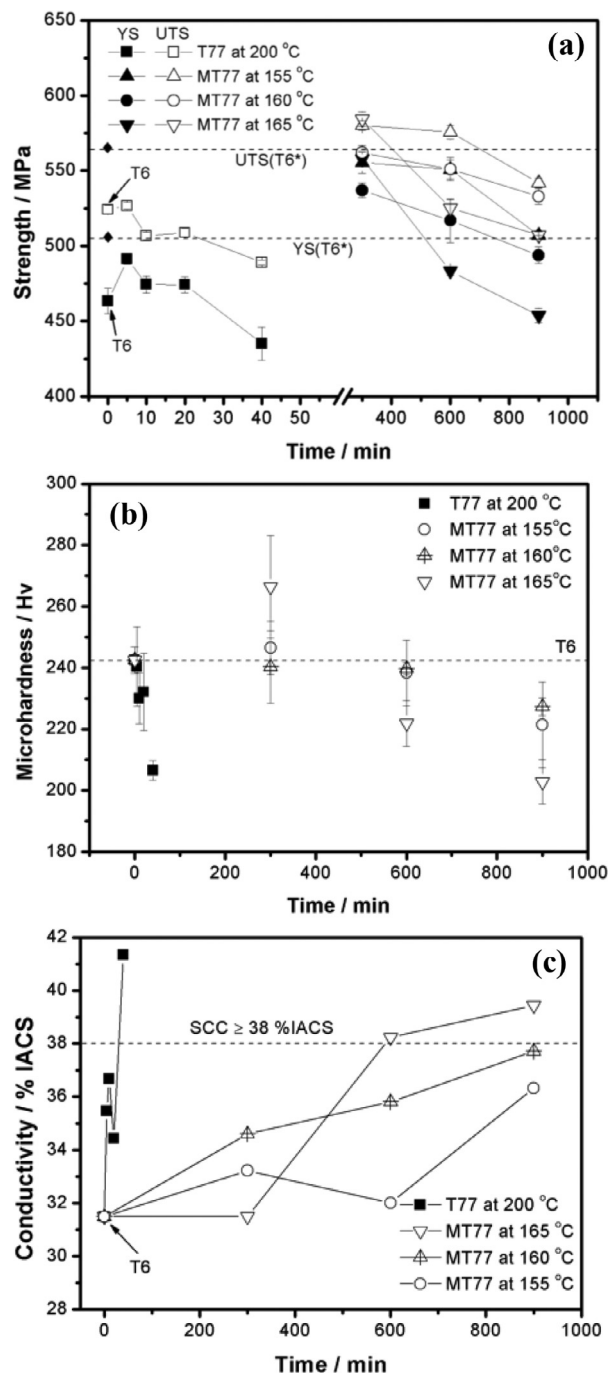 (a)
YS UTS
T77 at 200 °C
MT77 at 155 °C
MT77 at 160 °C
MT77 at 165 °C
T6
UTS(T6*)
YS(T6*)
T6
650
600
550
500
450
400
0 10 20 30 40 50 400 600 800 1000
Strength / MPa
Time / min
(b)
T77 at 200 °C
MT77 at 155°C
MT77 at 160°C
MT77 at 165°C
T6
300
280
260
240
220
200
180
0 200 400 600 800 1000
Microhardness / Hv
Time / min
(c)
SCC ≥ 38 %IACS
T6
T77 at 200 °C
MT77 at 165 °C
MT77 at 160 °C
MT77 at 155 °C
42
40
38
36
34
32
30
28
0 200 400 600 800 1000
Conductivity / % IACS
Time / min